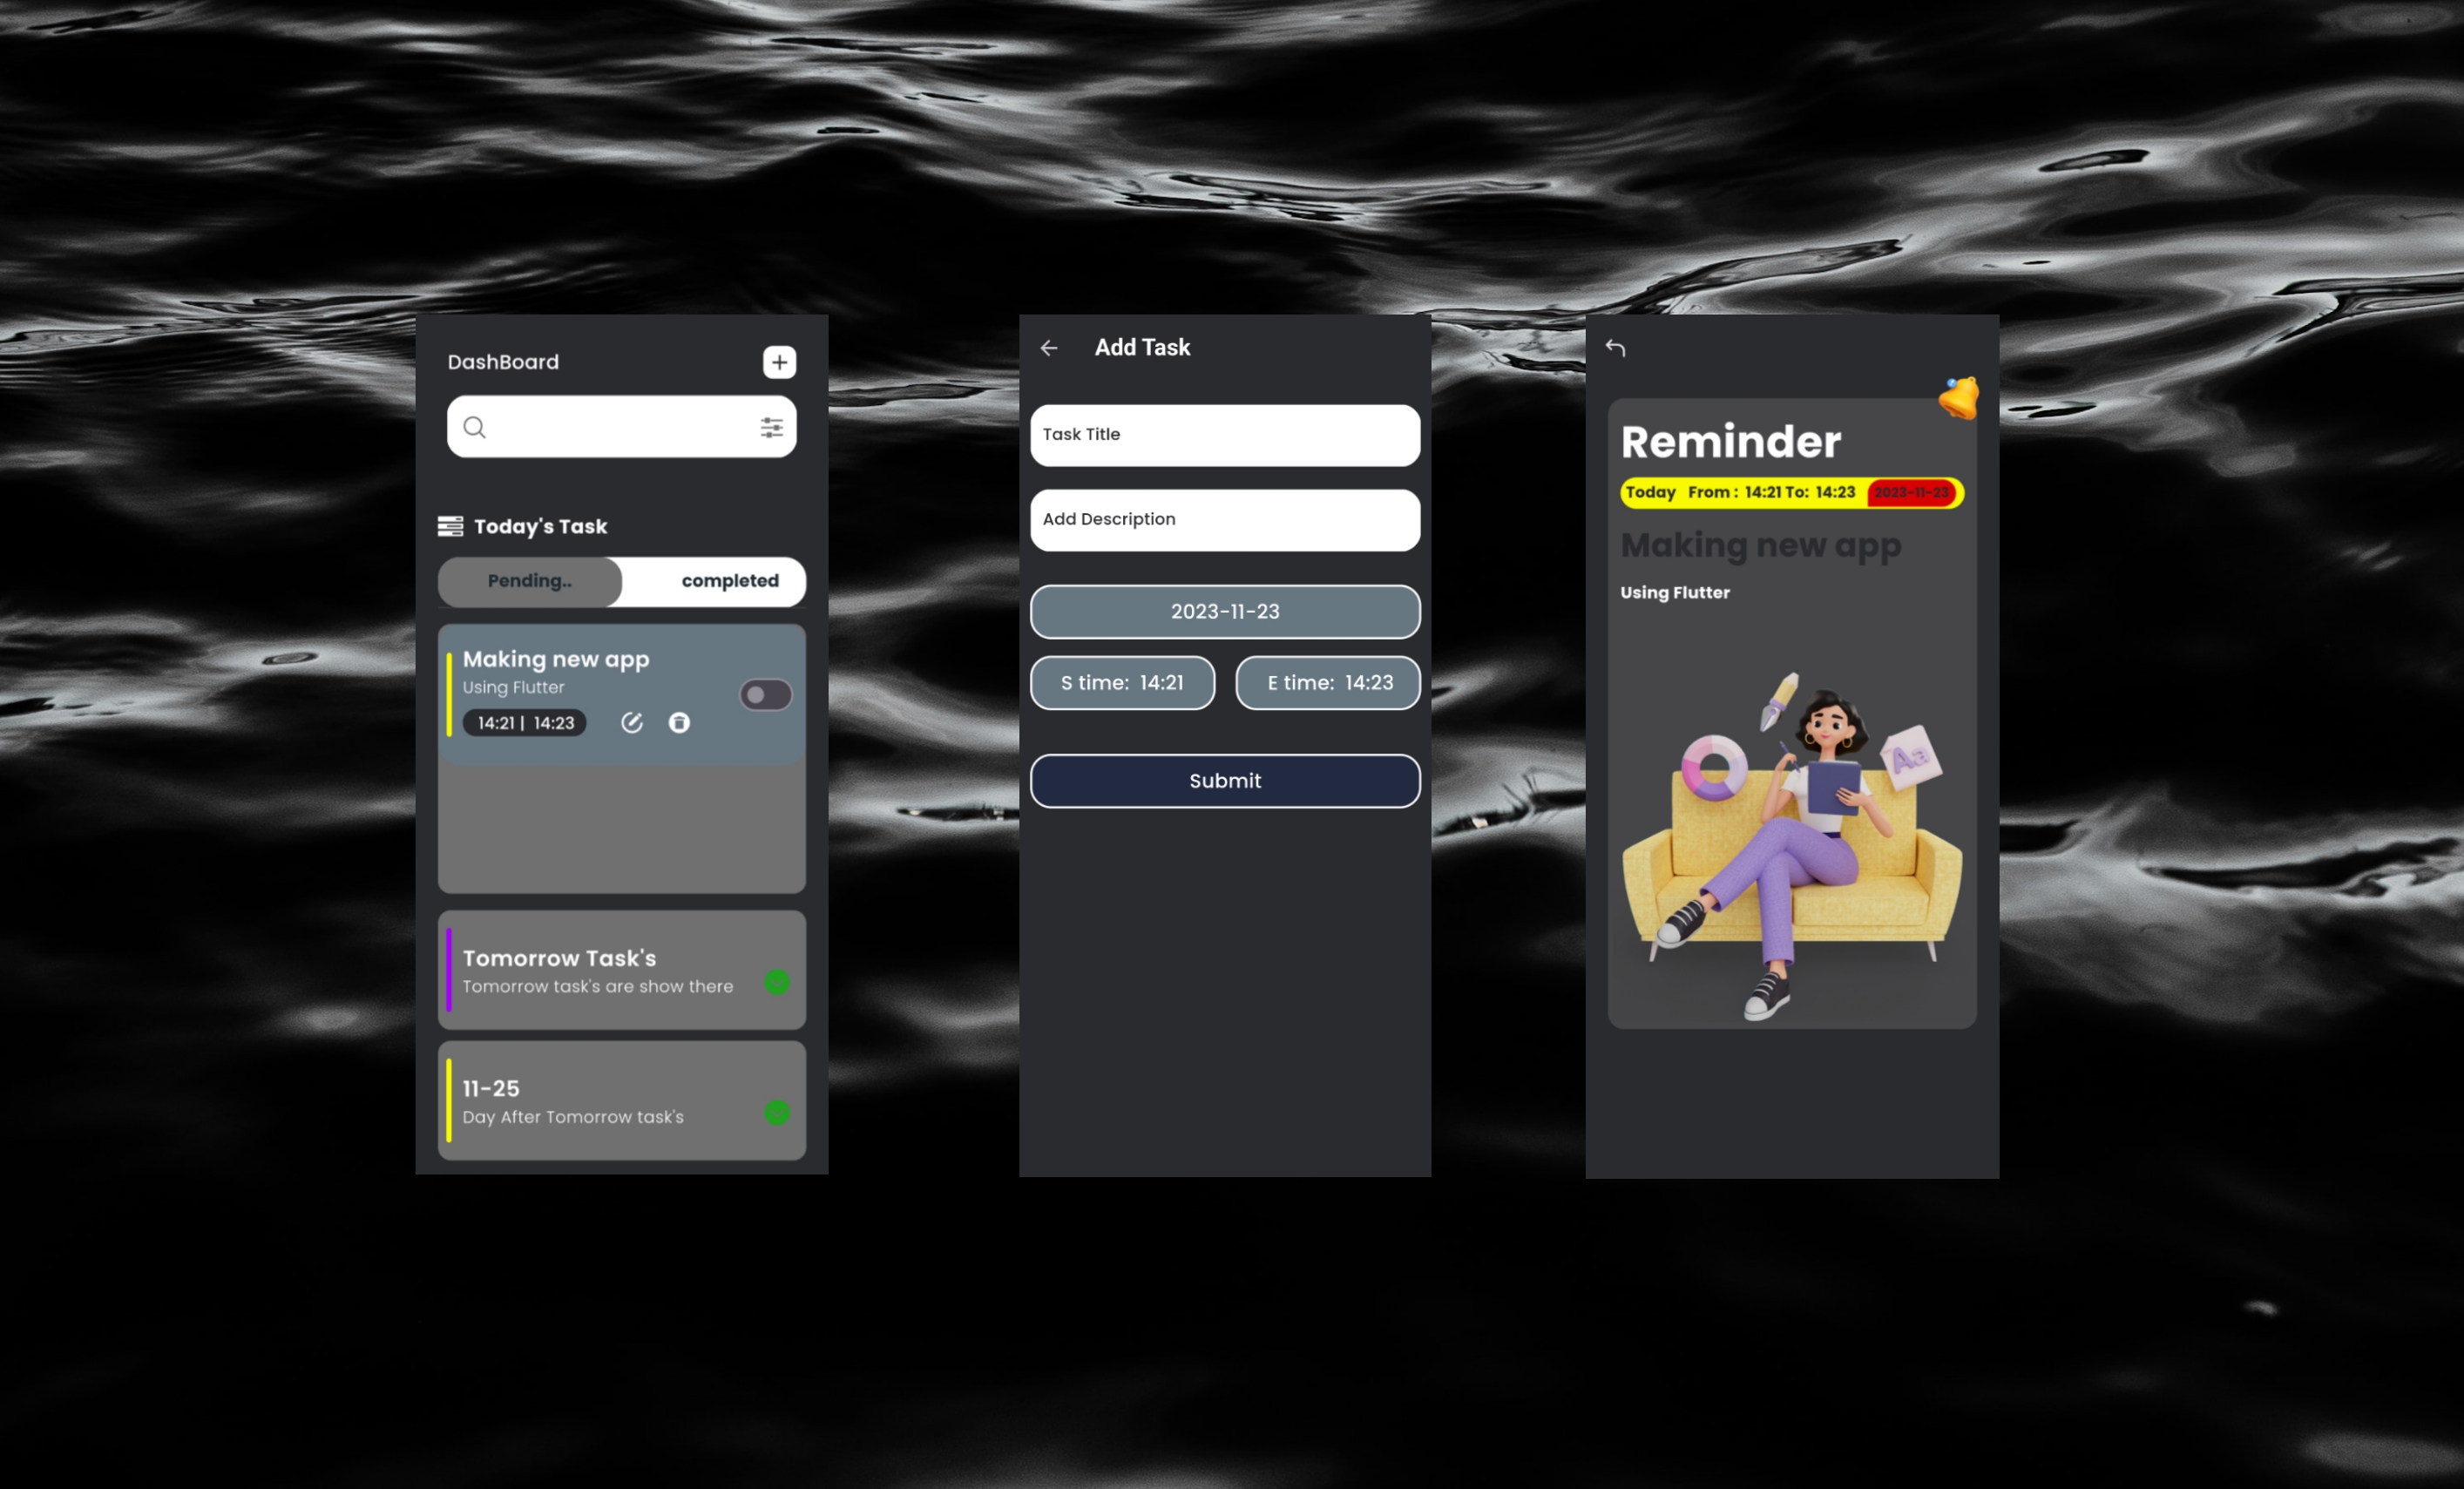 DashBoard
Today's Task
Pending..
completed
Making new app
Using Flutter
14:21 | 14:23
Tomorrow Task's
Tomorrow task's are show there
11-25
Day After Tomorrow task's
Add Task
Task Title
Add Description
2023-11-23
S time: 14:21
E time: 14:23
Submit
Reminder
Today From : 14:21 To: 14:23 2023-11-23
Making new app
Using Flutter
Aa